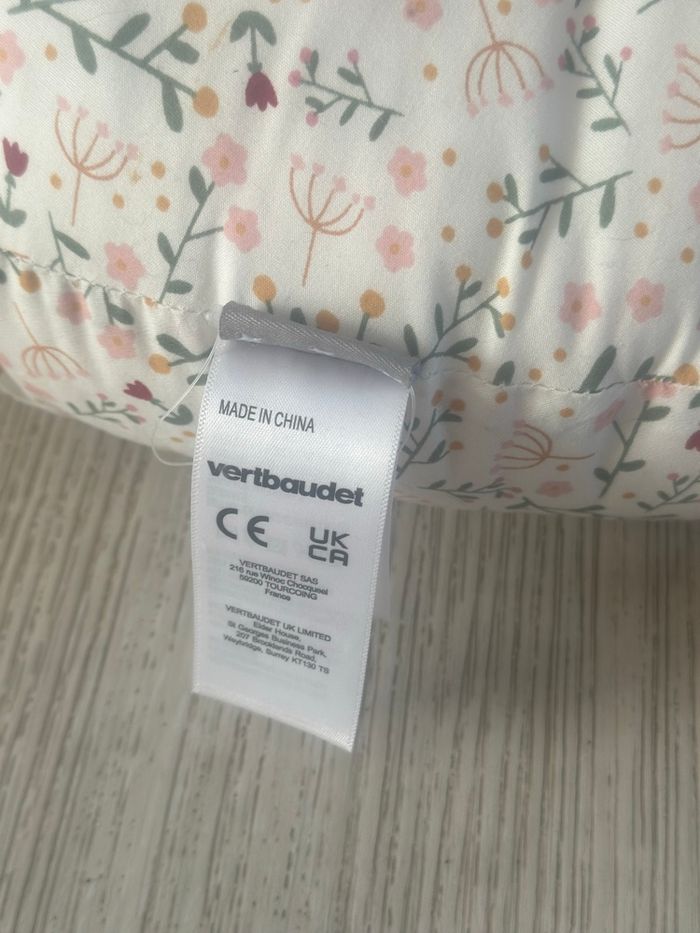 MADE IN CHINA
vertbaudet
CE
UK
CA
VERTBAUDET SAS
216 rue Winoc Chocqueel
59200 TOURCOING
France
VERTBAUDET UK LIMITED
Elder House,
St Georges Business Park,
207 Brooklands Road,
Weybridge, Surrey KT130 TS